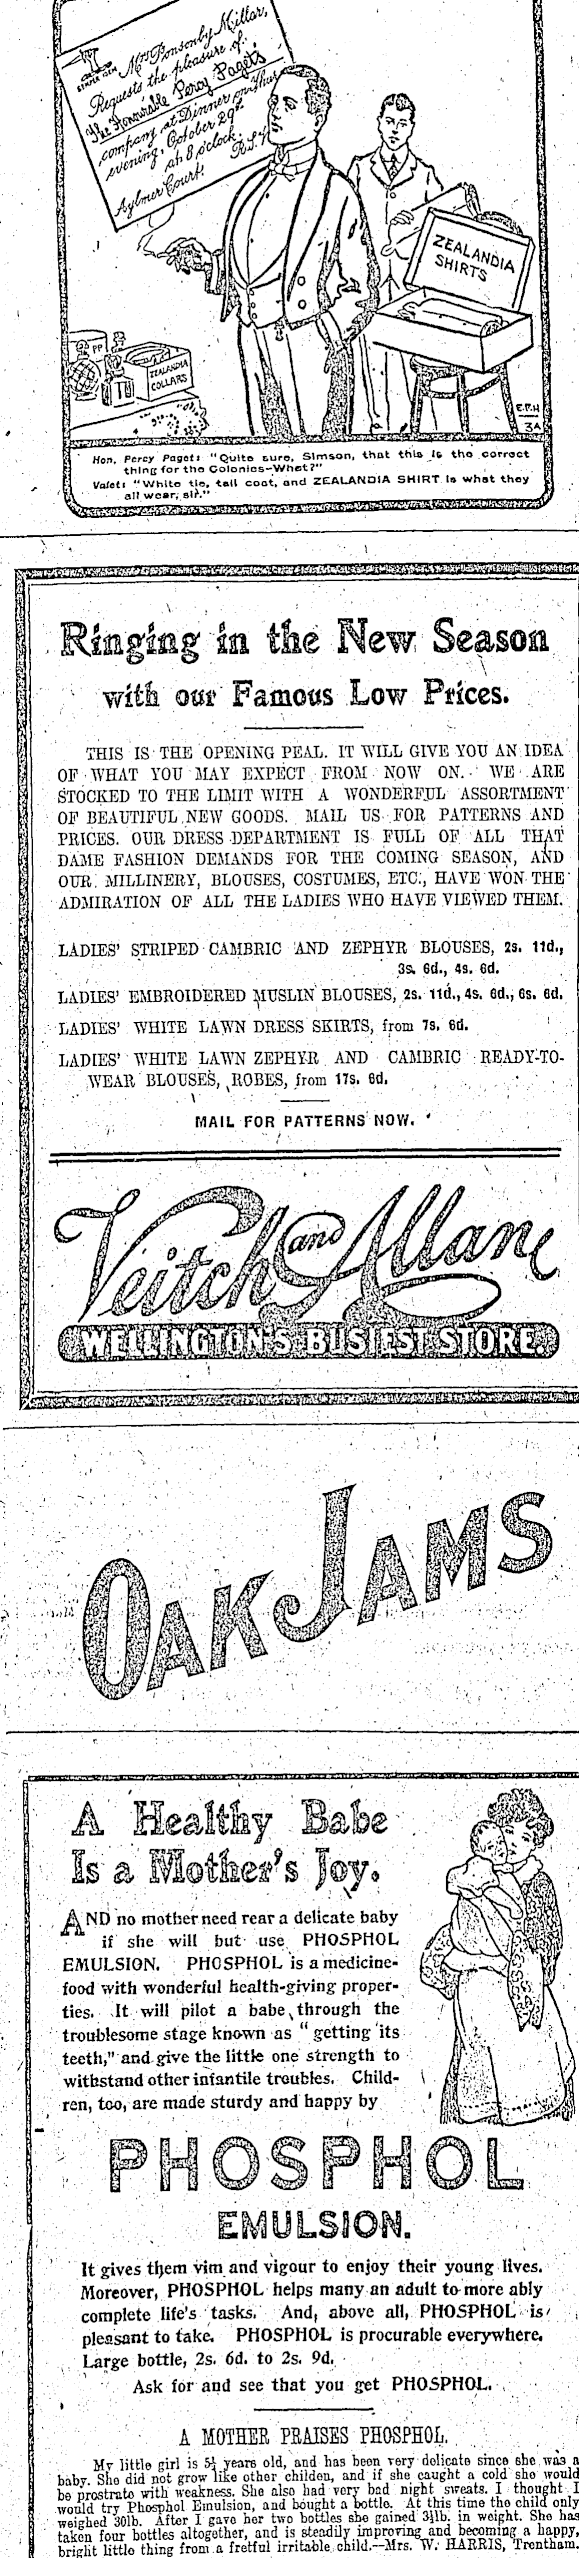 Mrs Ponsonby Millar,
Requests the pleasure of
The Honourable Percy Paget's
company at Dinner on Thurs
evening, October 29th
at 8 o'clock.
Aylmer Court. R.S.V
PP
ZEALANDIA
COLLARS
ZEALANDIA
SHIRTS
E.P.H
3A
Hon. Percy Paget: "Quite sure, Simson, that this is the correct
thing for the Colonies—Whet?"
Valet: "White tie, tail coat, and ZEALANDIA SHIRT is what they
all wear, sir."
Ringing in the New Season
with our Famous Low Prices.
THIS IS THE OPENING PEAL. IT WILL GIVE YOU AN IDEA
OF WHAT YOU MAY EXPECT FROM NOW ON. WE ARE
STOCKED TO THE LIMIT WITH A WONDERFUL ASSORTMENT
OF BEAUTIFUL NEW GOODS. MAIL US FOR PATTERNS AND
PRICES. OUR DRESS DEPARTMENT IS FULL OF ALL THAT
DAME FASHION DEMANDS FOR THE COMING SEASON, AND
OUR MILLINERY, BLOUSES, COSTUMES, ETC., HAVE WON THE
ADMIRATION OF ALL THE LADIES WHO HAVE VIEWED THEM.
LADIES' STRIPED CAMBRIC AND ZEPHYR BLOUSES, 2s. 11d.,
3s. 6d., 4s. 6d.
LADIES' EMBROIDERED MUSLIN BLOUSES, 2s. 11d., 4s. 6d., 6s. 6d.
LADIES' WHITE LAWN DRESS SKIRTS, from 7s. 6d.
LADIES' WHITE LAWN ZEPHYR AND CAMBRIC READY-TO-
WEAR BLOUSES, ROBES, from 17s. 6d.
MAIL FOR PATTERNS NOW.
Veitch and Allan
WELLINGTON'S BUSIEST STORE.
OAK JAMS
A Healthy Babe
Is a Mother's Joy.
AND no mother need rear a delicate baby
if she will but use PHOSPHOL
EMULSION. PHOSPHOL is a medicine-
food with wonderful health-giving proper-
ties. It will pilot a babe through the
troublesome stage known as "getting its
teeth," and give the little one strength to
withstand other infantile troubles. Child-
ren, too, are made sturdy and happy by
PHOSPHOL
EMULSION.
It gives them vim and vigour to enjoy their young lives.
Moreover, PHOSPHOL helps many an adult to more ably
complete life's tasks. And, above all, PHOSPHOL is
pleasant to take. PHOSPHOL is procurable everywhere.
Large bottle, 2s. 6d. to 2s. 9d.
Ask for and see that you get PHOSPHOL.
A MOTHER PRAISES PHOSPHOL.
My little girl is 5½ years old, and has been very delicate since she was a
baby. She did not grow like other childen, and if she caught a cold she would
be prostrate with weakness. She also had very bad night sweats. I thought I
would try Phosphol Emulsion, and bought a bottle. At this time the child only
weighed 30lb. After I gave her two bottles she gained 3½lb. in weight. She has
taken four bottles altogether, and is steadily improving and becoming a happy,
bright little thing from a fretful irritable child.—Mrs. W. HARRIS, Trentham.